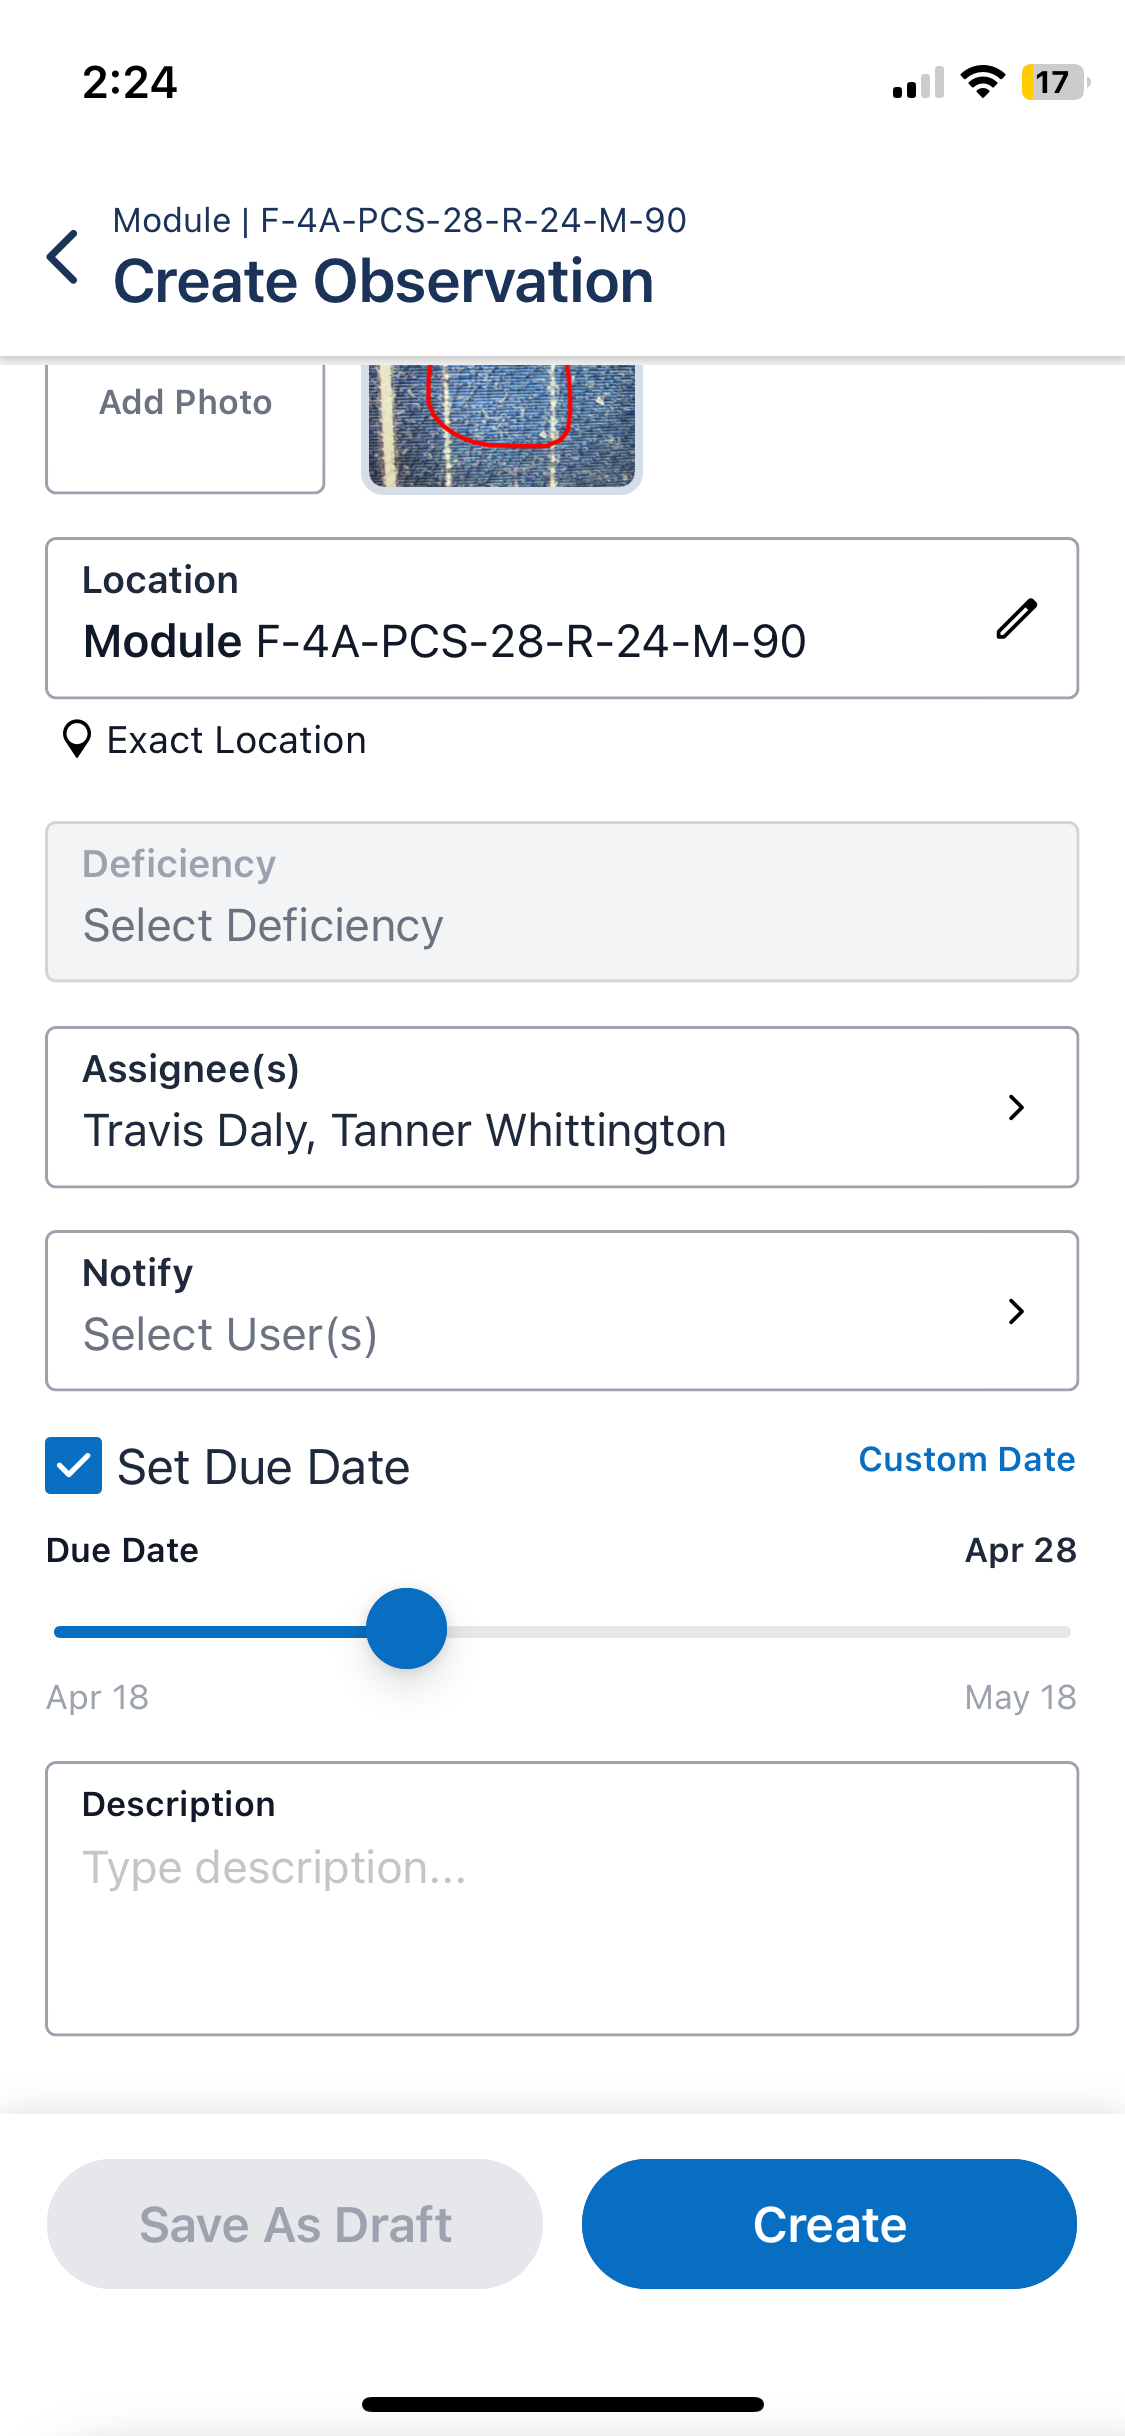 2:24
17
Module | F-4A-PCS-28-R-24-M-90
Create Observation
Add Photo
Location
Module F-4A-PCS-28-R-24-M-90
Exact Location
Deficiency
Select Deficiency
Assignee(s)
Travis Daly, Tanner Whittington
Notify
Select User(s)
Set Due Date
Custom Date
Due Date
Apr 28
Apr 18
May 18
Description
Type description...
Save As Draft
Create